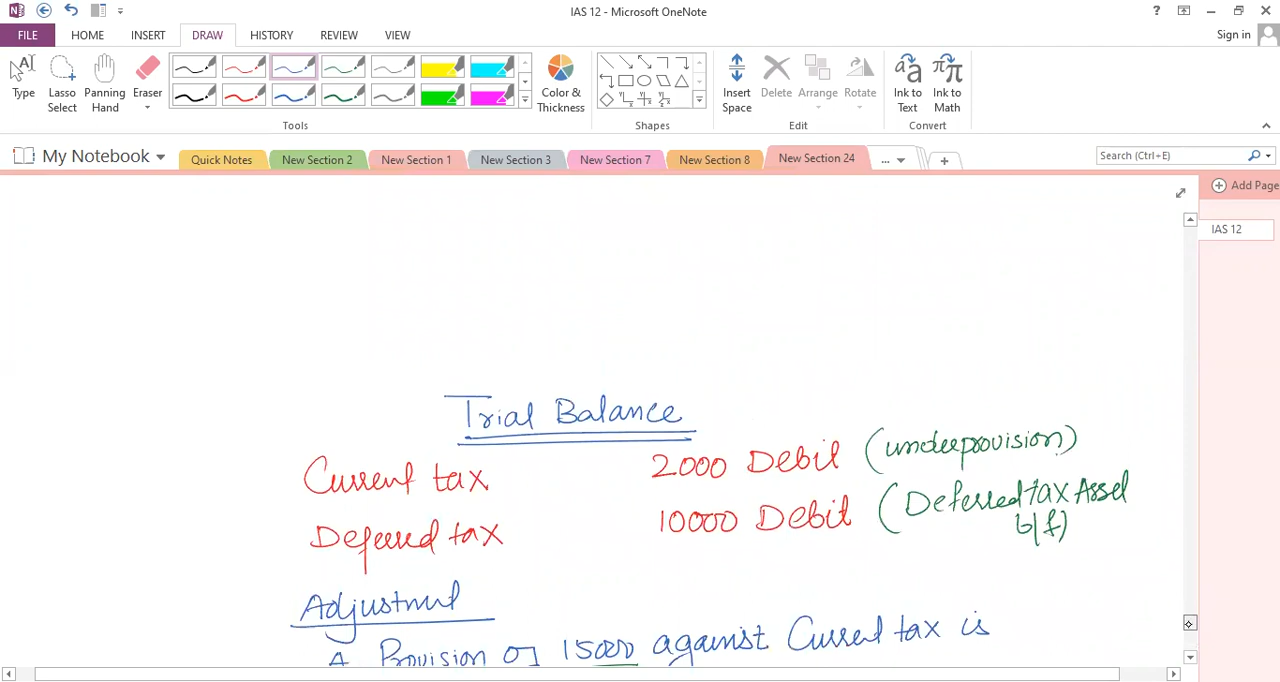 IAS 12 - Microsoft OneNote
?
FILE HOME INSERT DRAW HISTORY REVIEW VIEW
Sign in
Type
Lasso Select
Panning Hand
Eraser
Color & Thickness
Insert Space
Delete
Arrange
Rotate
Ink to Text
Ink to Math
Tools
Shapes
Edit
Convert
My Notebook
Quick Notes New Section 2 New Section 1 New Section 3 New Section 7 New Section 8 New Section 24 ...
Search (Ctrl+E)
Add Page
IAS 12
Trial Balance
Current tax 2000 Debit (underprovision)
Deferred tax 10000 Debit (Deferred tax Asset
b/f)
Adjustment
A Provision of 15000 against Current tax is